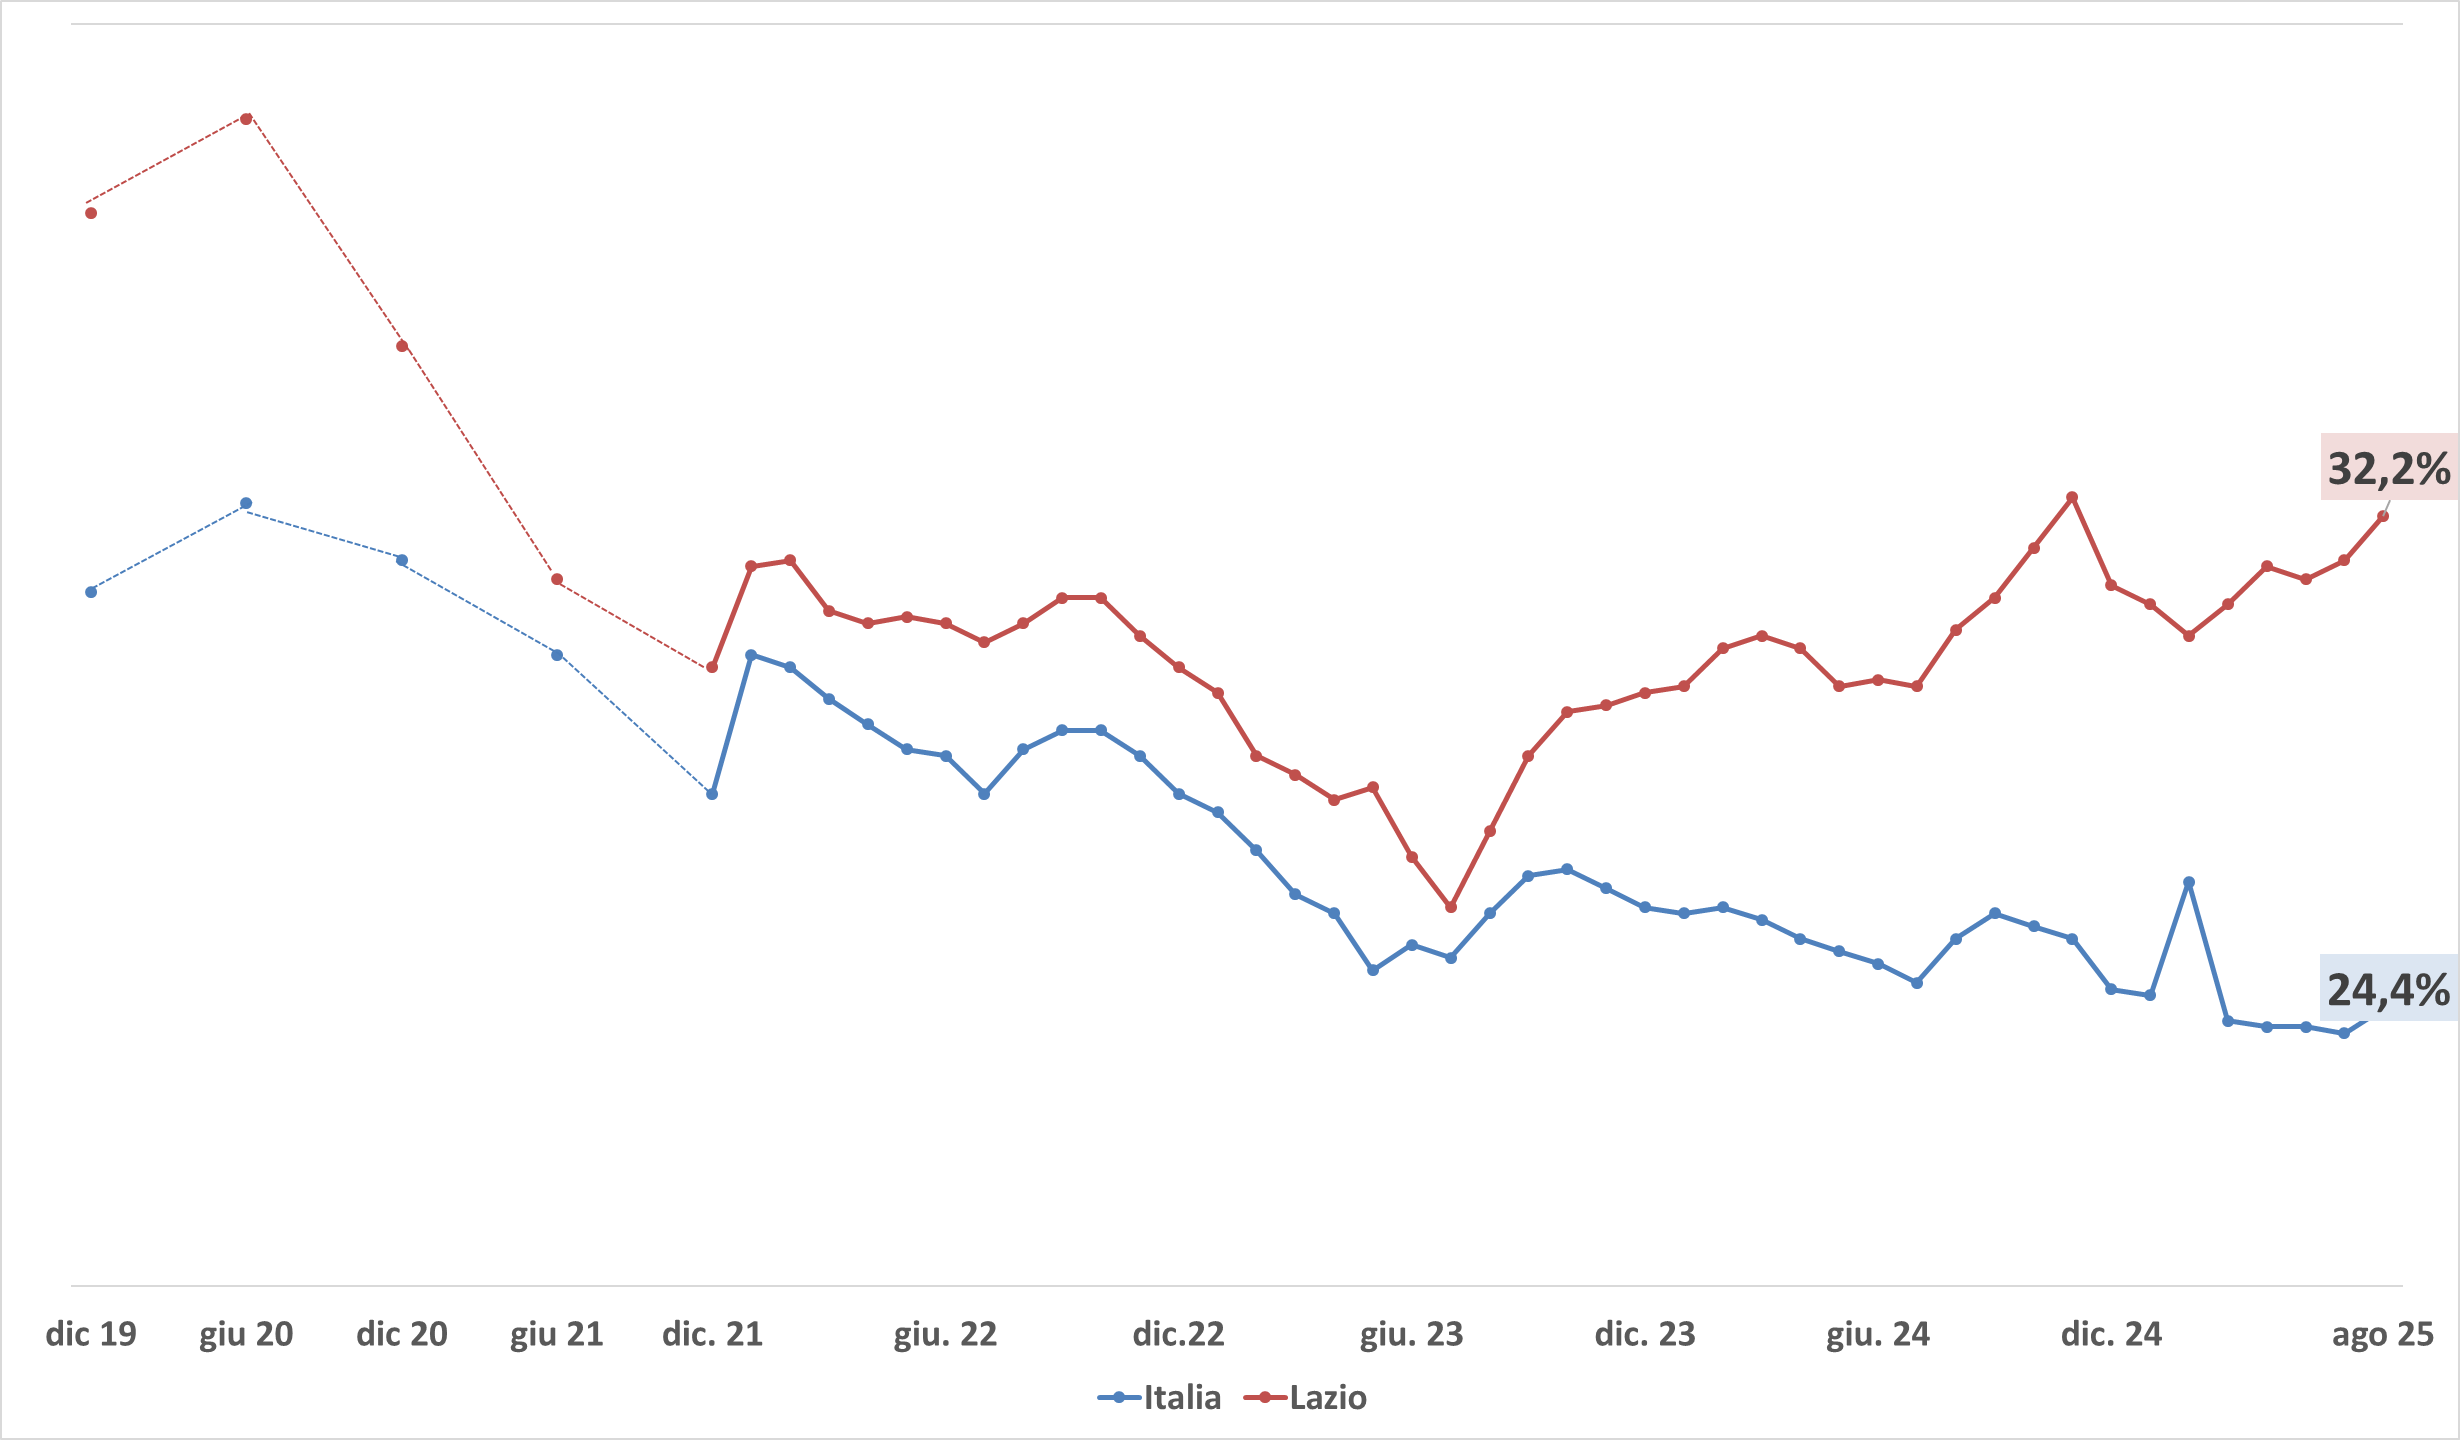 32,2%
24,4%
dic 19 giu 20 dic 20 giu 21 dic. 21 giu. 22 dic.22 giu. 23 dic. 23 giu. 24 dic. 24 ago 25
Italia Lazio